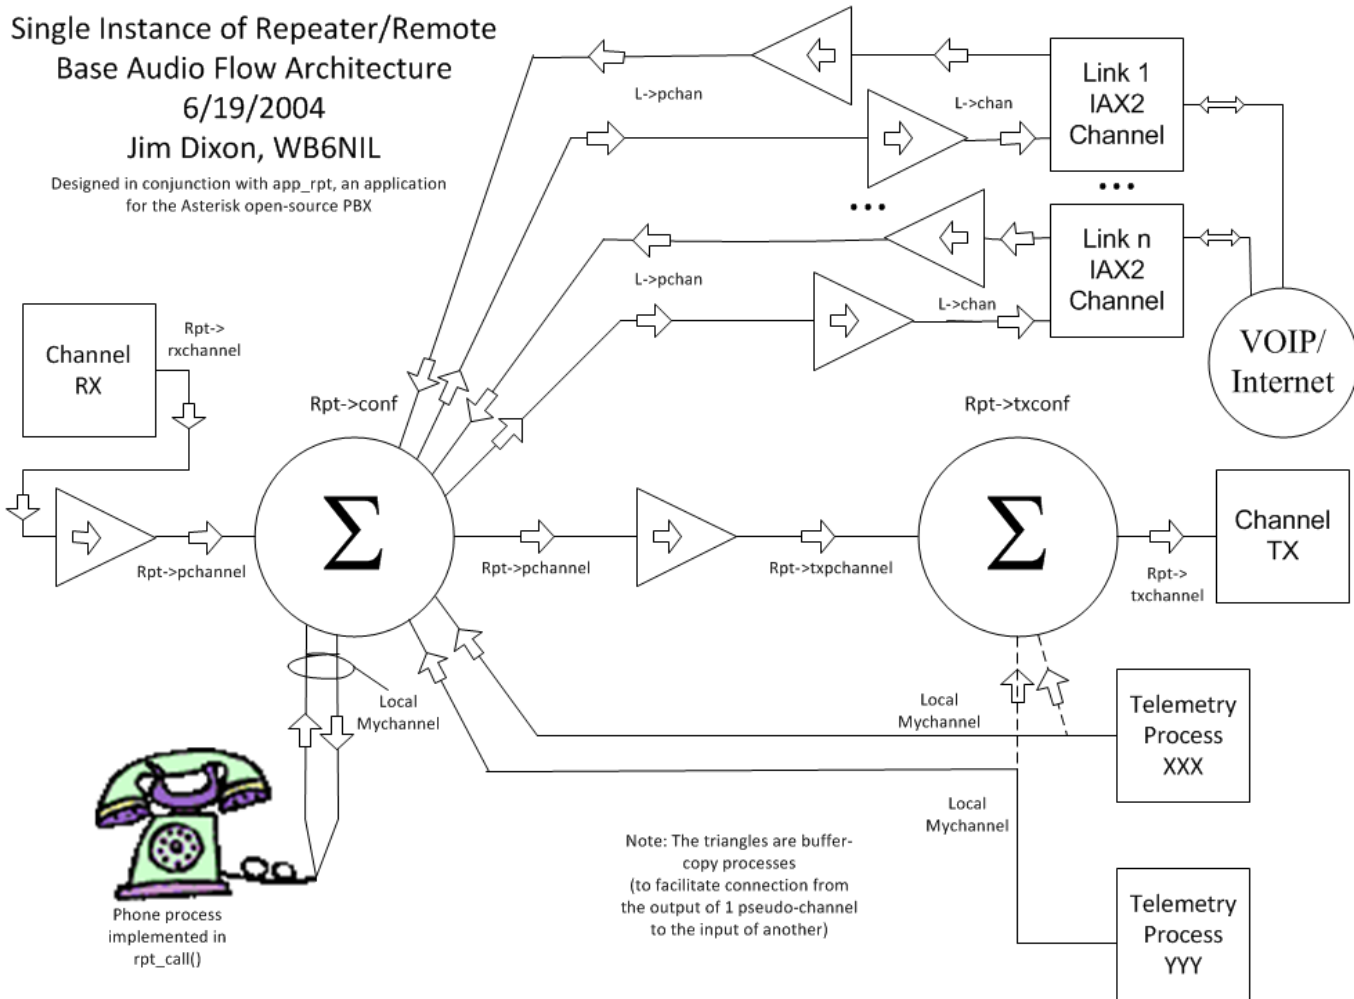 Single Instance of Repeater/Remote
Base Audio Flow Architecture
6/19/2004
Jim Dixon, WB6NIL
Designed in conjunction with app_rpt, an application
for the Asterisk open-source PBX
L->pchan
L->chan
Link 1
IAX2
Channel
•••
•••
L->pchan
L->chan
Link n
IAX2
Channel
VOIP/
Internet
Channel
RX
Rpt->
rxchannel
Rpt->conf
Rpt->txconf
Σ
Σ
Rpt->pchannel
Rpt->pchannel
Rpt->txpchannel
Rpt->
txchannel
Channel
TX
Local
Mychannel
Local
Mychannel
Telemetry
Process
XXX
Local
Mychannel
Telemetry
Process
YYY
Note: The triangles are buffer-
copy processes
(to facilitate connection from
the output of 1 pseudo-channel
to the input of another)
Phone process
implemented in
rpt_call()